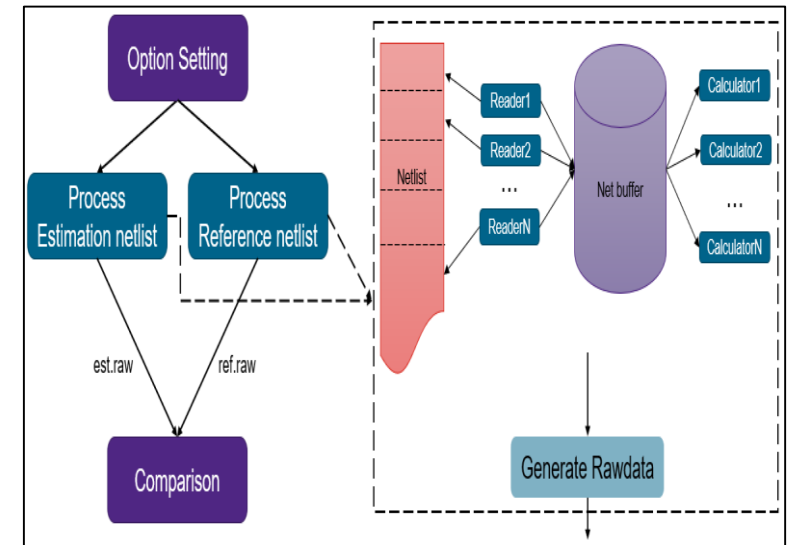 Option Setting
Process
Estimation netlist
Process
Reference netlist
est.raw
ref.raw
Comparison
Netlist
Reader1
Reader2
...
ReaderN
Net buffer
Calculator1
Calculator2
...
CalculatorN
Generate Rawdata